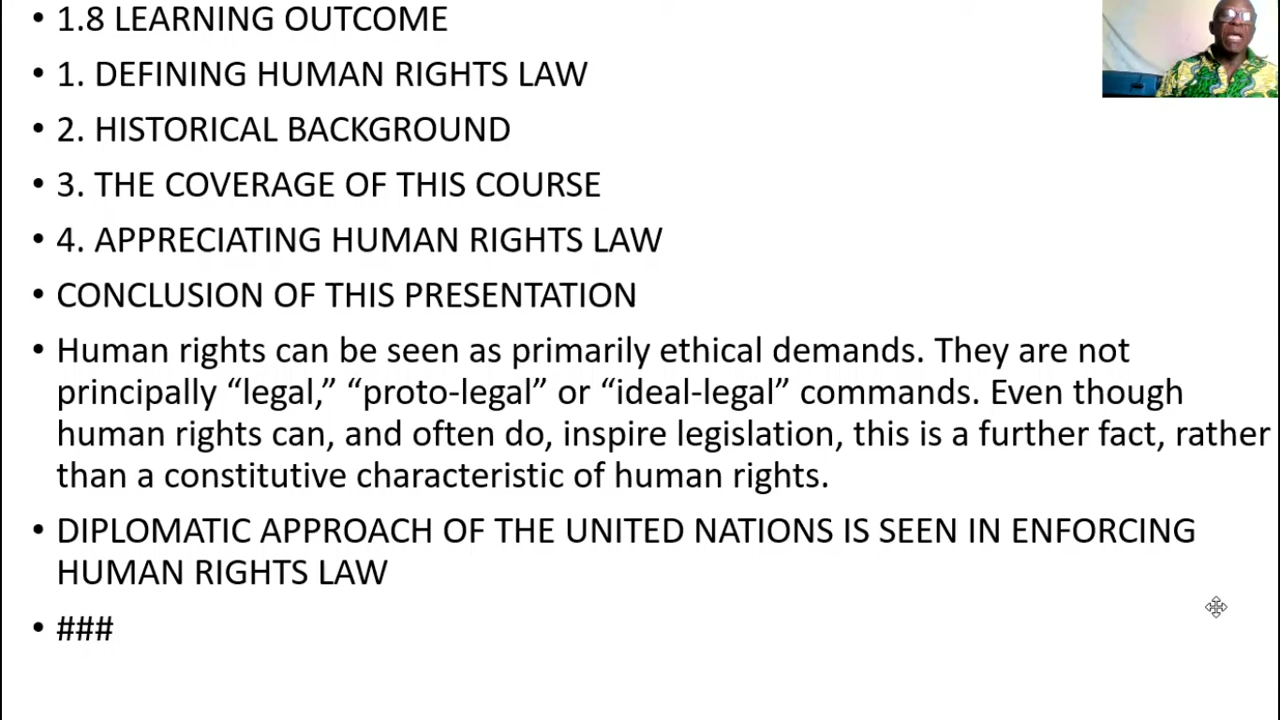 • 1.8 LEARNING OUTCOME
• 1. DEFINING HUMAN RIGHTS LAW
• 2. HISTORICAL BACKGROUND
• 3. THE COVERAGE OF THIS COURSE
• 4. APPRECIATING HUMAN RIGHTS LAW
• CONCLUSION OF THIS PRESENTATION
• Human rights can be seen as primarily ethical demands. They are not
principally “legal,” “proto-legal” or “ideal-legal” commands. Even though
human rights can, and often do, inspire legislation, this is a further fact, rather
than a constitutive characteristic of human rights.
• DIPLOMATIC APPROACH OF THE UNITED NATIONS IS SEEN IN ENFORCING
HUMAN RIGHTS LAW
• ###